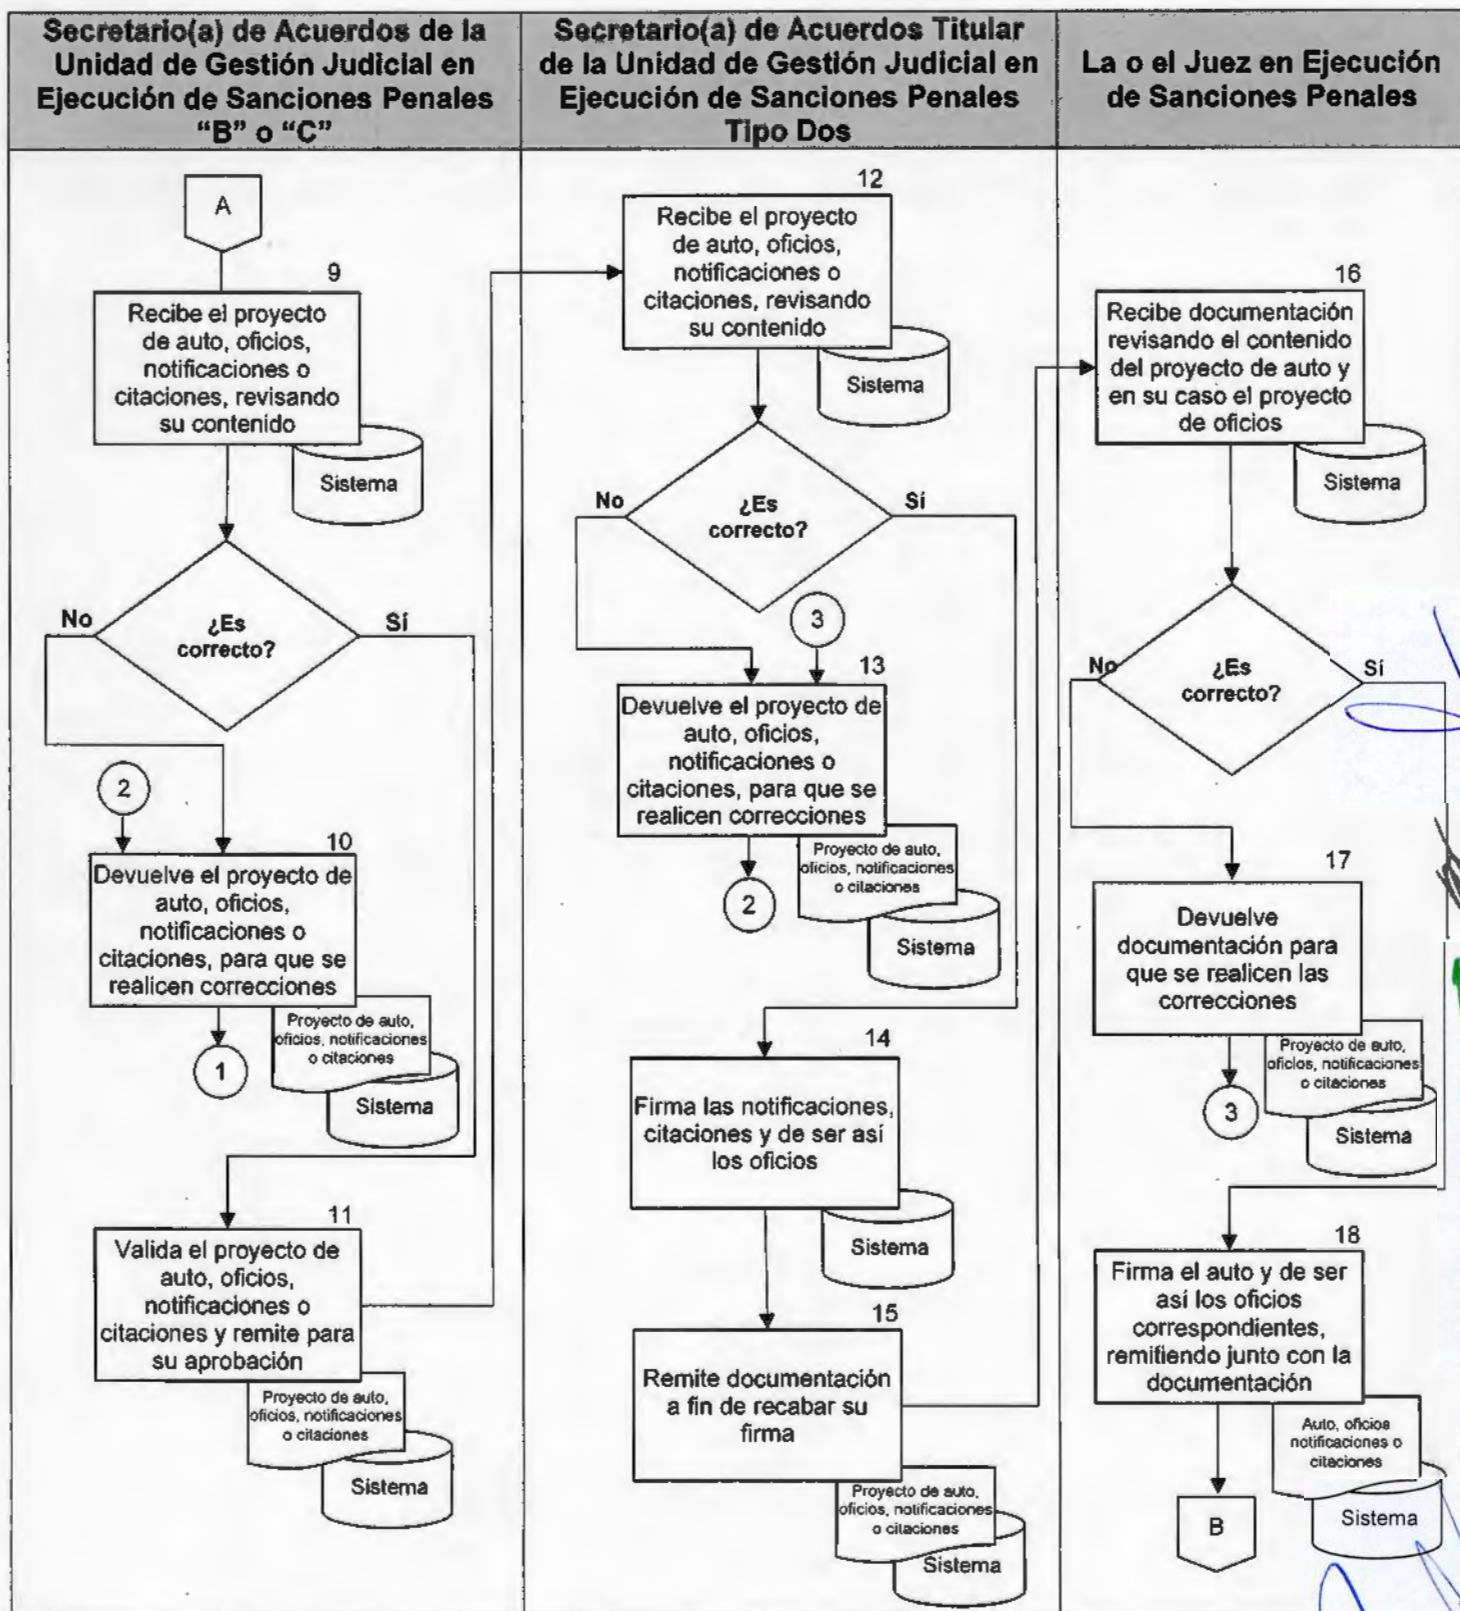 Secretario(a) de Acuerdos de la
Unidad de Gestión Judicial en
Ejecución de Sanciones Penales
“B” o “C”
Secretario(a) de Acuerdos Titular
de la Unidad de Gestión Judicial en
Ejecución de Sanciones Penales
Tipo Dos
La o el Juez en Ejecución
de Sanciones Penales
A
9
Recibe el proyecto
de auto, oficios,
notificaciones o
citaciones, revisando
su contenido
Sistema
¿Es
correcto?
No
Sí
2
10
Devuelve el proyecto de
auto, oficios,
notificaciones o
citaciones, para que se
realicen correcciones
Proyecto de auto,
oficios, notificaciones
o citaciones
Sistema
1
11
Valida el proyecto de
auto, oficios,
notificaciones o
citaciones y remite para
su aprobación
Proyecto de auto,
oficios, notificaciones
o citaciones
Sistema
12
Recibe el proyecto
de auto, oficios,
notificaciones o
citaciones, revisando
su contenido
Sistema
No
¿Es
correcto?
Sí
3
13
Devuelve el proyecto de
auto, oficios,
notificaciones o
citaciones, para que se
realicen correcciones
Proyecto de auto,
oficios, notificaciones
o citaciones
Sistema
2
14
Firma las notificaciones,
citaciones y de ser así
los oficios
Sistema
15
Remite documentación
a fin de recabar su
firma
Proyecto de auto,
oficios, notificaciones
o citaciones
Sistema
16
Recibe documentación
revisando el contenido
del proyecto de auto y
en su caso el proyecto
de oficios
Sistema
No
¿Es
correcto?
Sí
17
Devuelve
documentación para
que se realicen las
correcciones
Proyecto de auto,
oficios, notificaciones
o citaciones
Sistema
3
18
Firma el auto y de ser
así los oficios
correspondientes,
remitiendo junto con la
documentación
Auto, oficios
notificaciones o
citaciones
Sistema
B